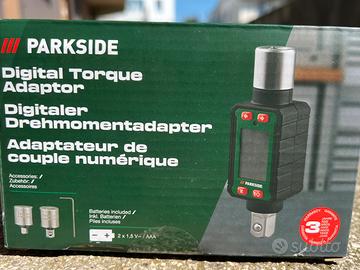 PARKSIDE
Digital Torque
Adaptor
Digitaler
Drehmomentadapter
Adaptateur de
couple numérique
Accessories:
Zubehör:
Accessoires
Batteries included /
Inkl. Batterien /
Piles incluses
2 x 1,5 V⎓ / AAA
PARKSIDE
3
subito